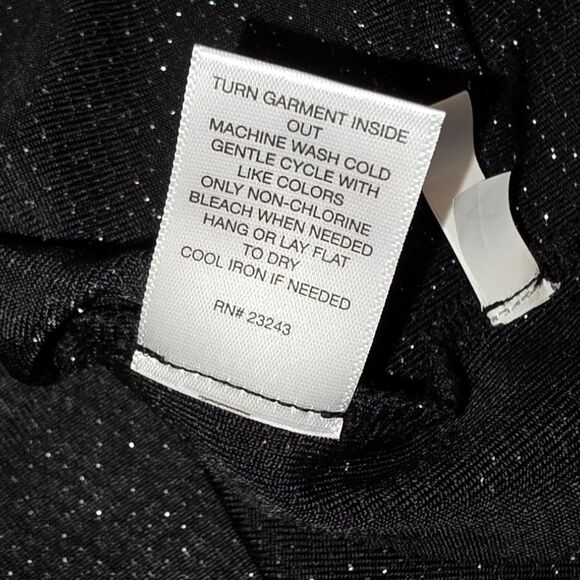 TURN GARMENT INSIDE
OUT
MACHINE WASH COLD
GENTLE CYCLE WITH
LIKE COLORS
ONLY NON-CHLORINE
BLEACH WHEN NEEDED
HANG OR LAY FLAT
TO DRY
COOL IRON IF NEEDED
RN# 23243